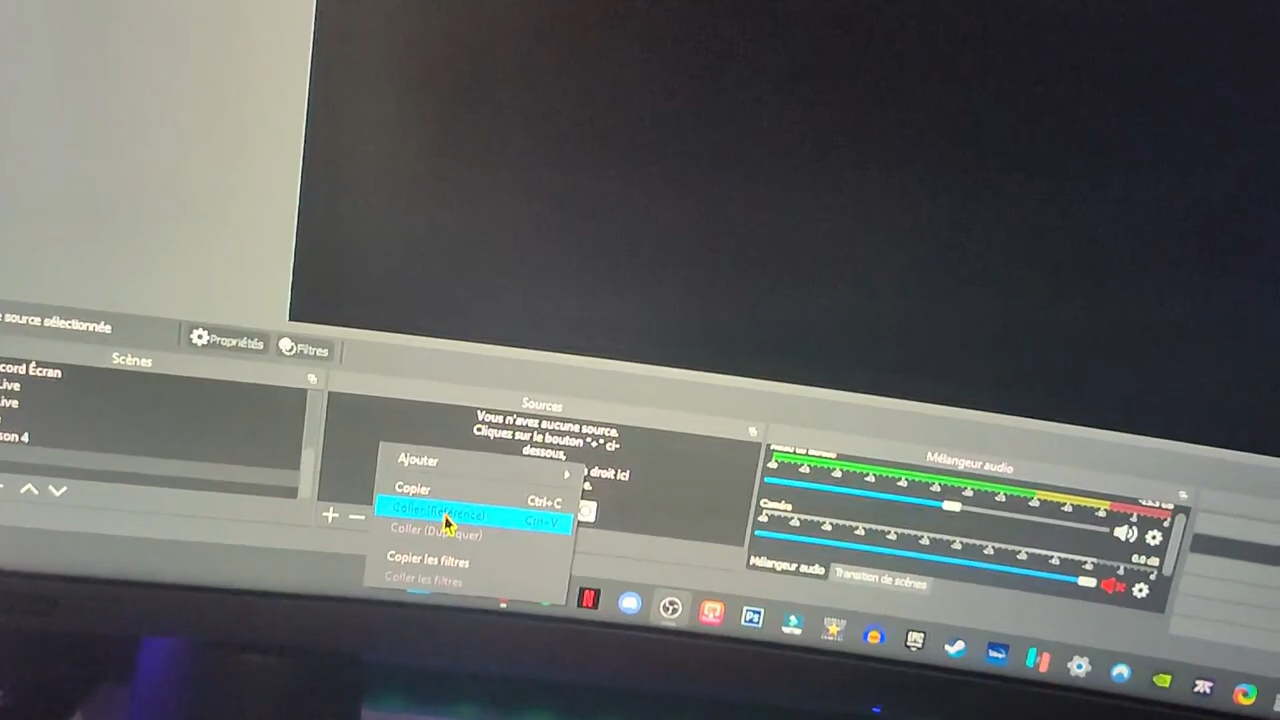 e source sélectionnée
Propriétés
Filtres
Scènes
cord Écran
Live
ive
son 4
Sources
Vous n'avez aucune source.
Cliquez sur le bouton "+" ci-
dessous,
droit ici
Ajouter
Copier Ctrl+C
Coller (Référence) Ctrl+V
Coller (Dupliquer)
Copier les filtres
Coller les filtres
Mélangeur audio
Caméra
0.0 dB
Mélangeur audio
Transition de scènes
N
Ps
EPIC